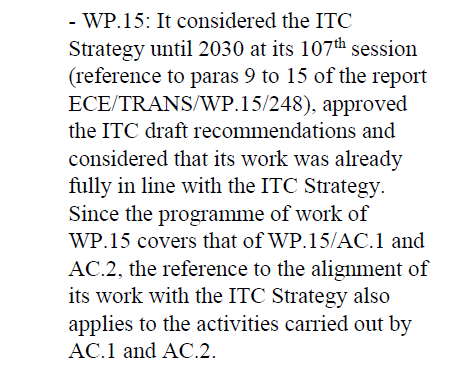 - WP.15: It considered the ITC
Strategy until 2030 at its 107th session
(reference to paras 9 to 15 of the report
ECE/TRANS/WP.15/248), approved
the ITC draft recommendations and
considered that its work was already
fully in line with the ITC Strategy.
Since the programme of work of
WP.15 covers that of WP.15/AC.1 and
AC.2, the reference to the alignment of
its work with the ITC Strategy also
applies to the activities carried out by
AC.1 and AC.2.